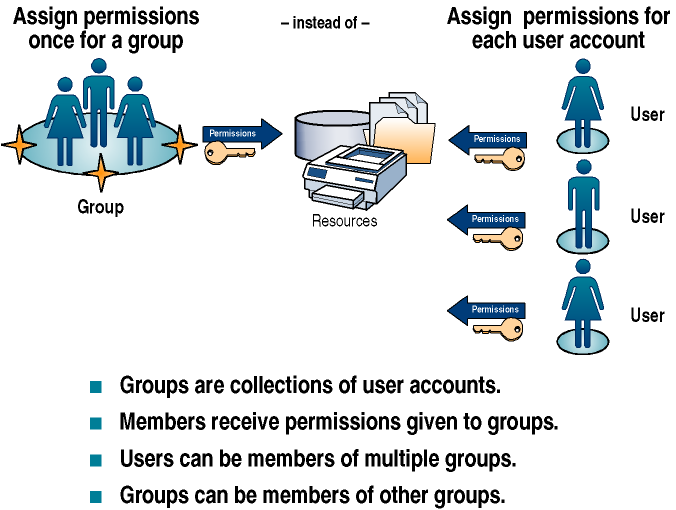 Assign permissions
once for a group
– instead of –
Assign  permissions for
each user account
Permissions
Group
Resources
Permissions
User
Permissions
User
Permissions
User
Groups are collections of user accounts.
Members receive permissions given to groups.
Users can be members of multiple groups.
Groups can be members of other groups.